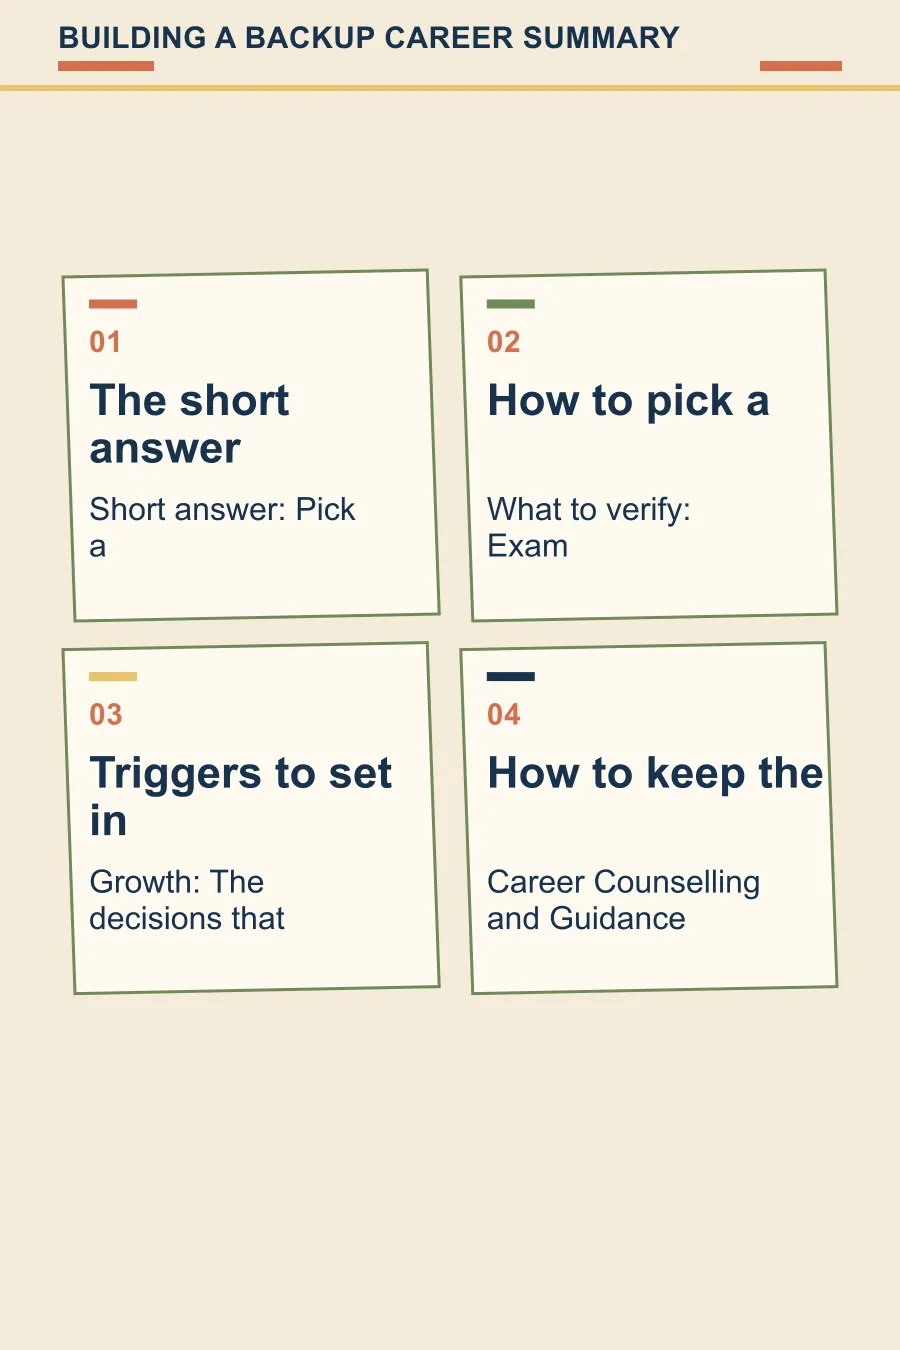 BUILDING A BACKUP CAREER SUMMARY
01
The short
answer
Short answer: Pick
a
02
How to pick a
What to verify:
Exam
03
Triggers to set
in
Growth: The
decisions that
04
How to keep the
Career Counselling
and Guidance